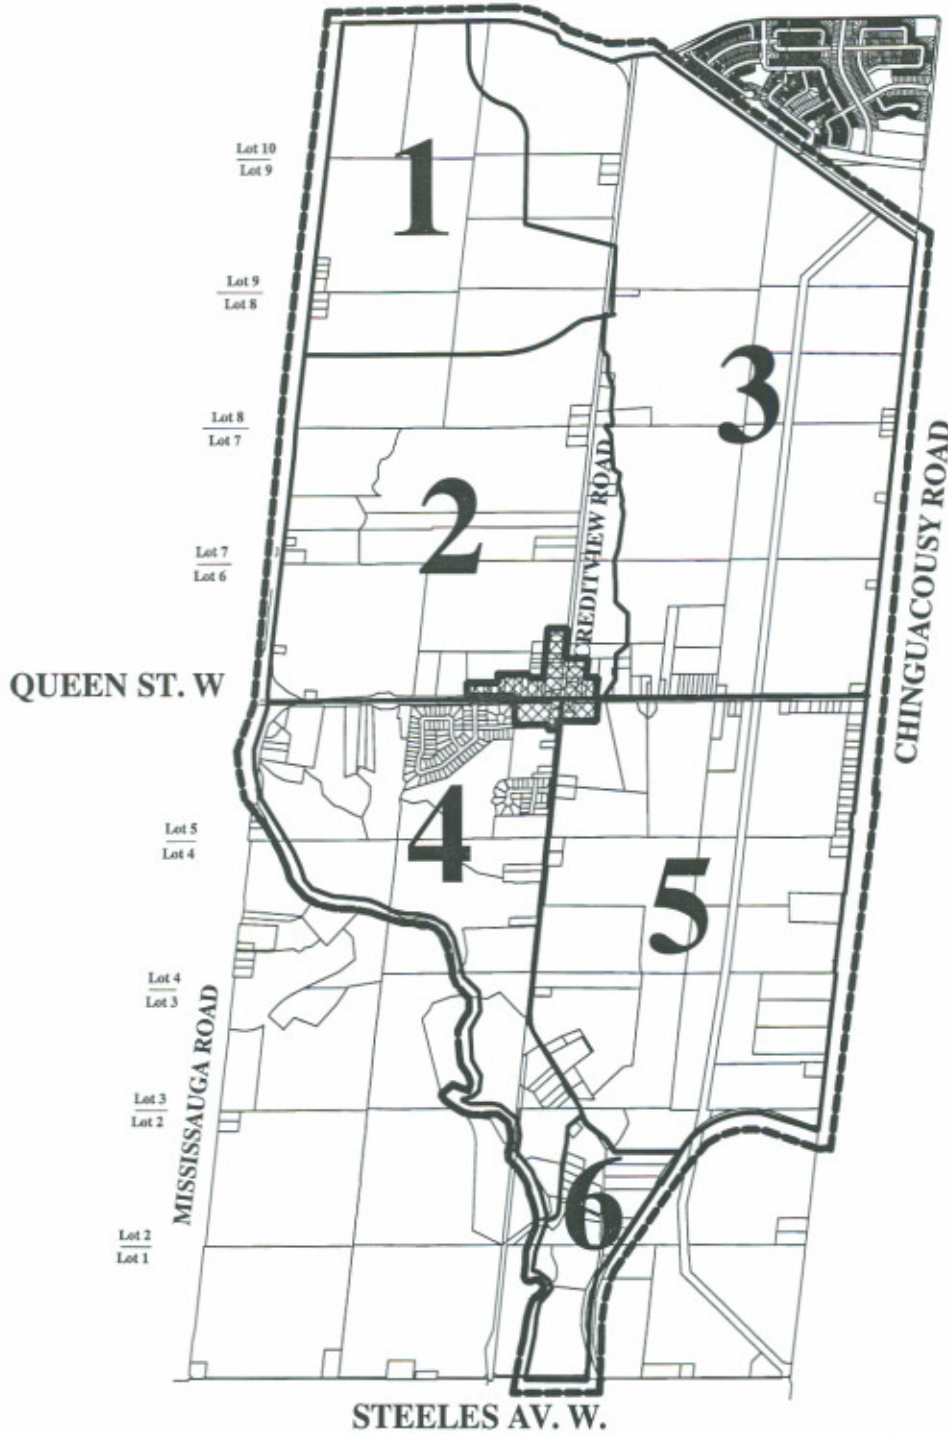 Lot 10
Lot 9
1
Lot 9
Lot 8
3
Lot 8
Lot 7
CREDITVIEW ROAD
CHINGUACOUSY ROAD
2
Lot 7
Lot 6
QUEEN ST. W
4
Lot 5
Lot 4
5
Lot 4
Lot 3
MISSISSAUGA ROAD
Lot 3
Lot 2
6
Lot 2
Lot 1
STEELES AV. W.